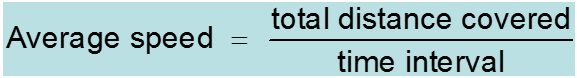 Average speed = total distance covered
time interval